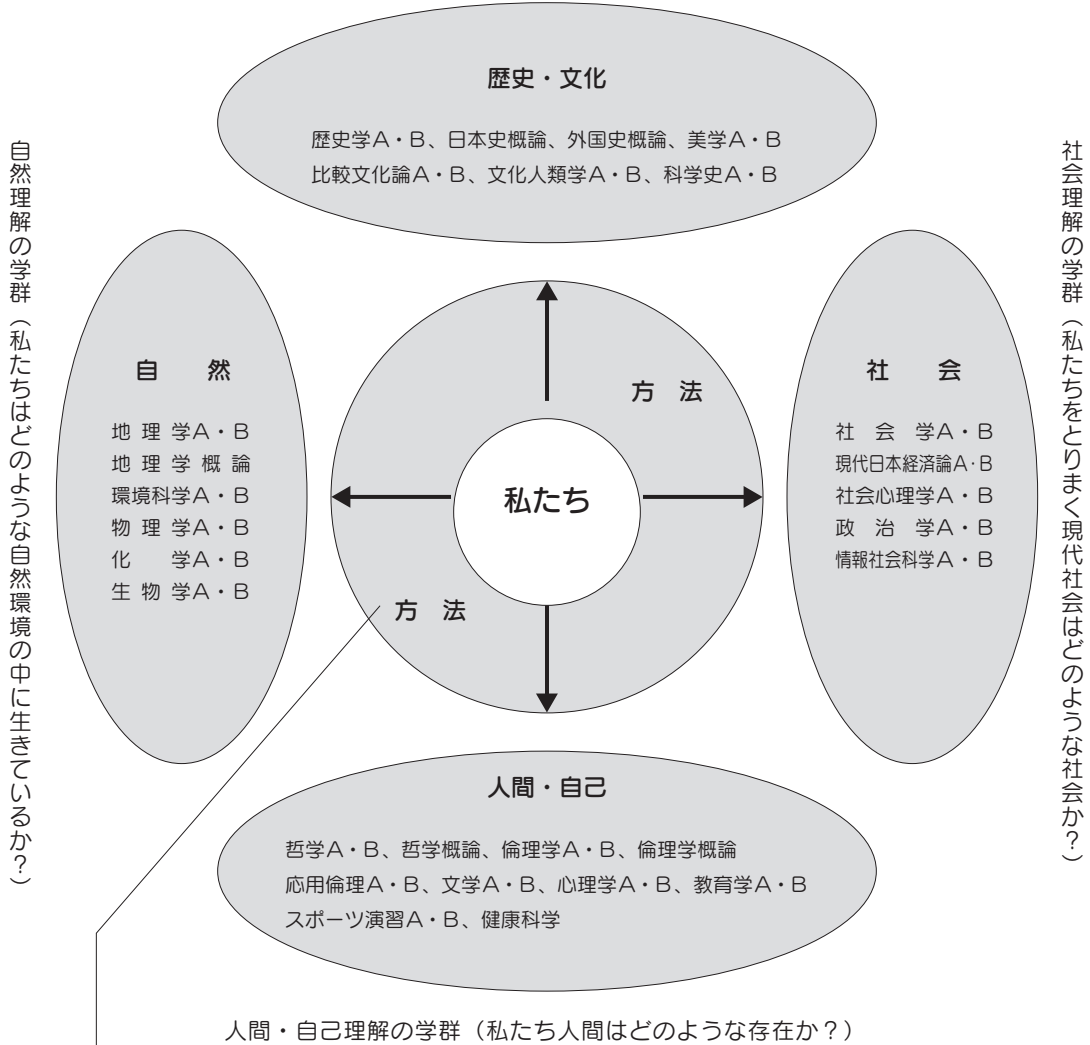 歴史・文化
歴史学A・B、日本史概論、外国史概論、美学A・B
比較文化論A・B、文化人類学A・B、科学史A・B
自然理解の学群（私たちはどのような自然環境の中に生きているか？）
自　然
地理学A・B
地理学概論
環境科学A・B
物理学A・B
化　学A・B
生物学A・B
方　法
私たち
方　法
社　会
社　会　学A・B
現代日本経済論A・B
社会心理学A・B
政　治　学A・B
情報社会科学A・B
社会理解の学群（私たちをとりまく現代社会はどのような社会か？）
人間・自己
哲学A・B、哲学概論、倫理学A・B、倫理学概論
応用倫理A・B、文学A・B、心理学A・B、教育学A・B
スポーツ演習A・B、健康科学
人間・自己理解の学群（私たち人間はどのような存在か？）